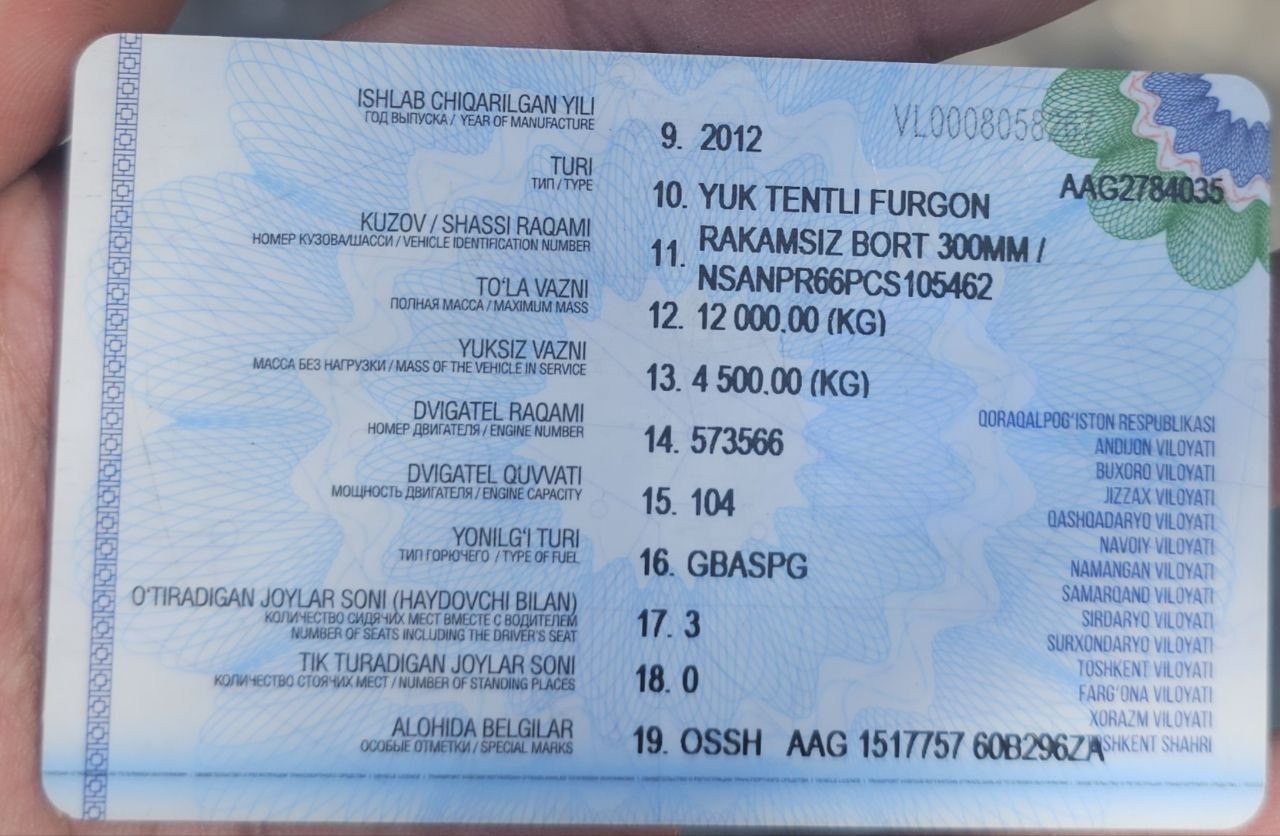 VL0008058
ISHLAB CHIQARILGAN YILI
ГОД ВЫПУСКА / YEAR OF MANUFACTURE
9. 2012
AAG2784035
TURI
ТИП / TYPE
10. YUK TENTLI FURGON
KUZOV / SHASSI RAQAMI
НОМЕР КУЗОВА/ШАССИ / VEHICLE IDENTIFICATION NUMBER
11. RAKAMSIZ BORT 300MM /
NSANPR66PCS105462
TO'LA VAZNI
ПОЛНАЯ МАССА / MAXIMUM MASS
12. 12 000.00 (KG)
YUKSIZ VAZNI
МАССА БЕЗ НАГРУЗКИ / MASS OF THE VEHICLE IN SERVICE
13. 4 500.00 (KG)
DVIGATEL RAQAMI
НОМЕР ДВИГАТЕЛЯ / ENGINE NUMBER
14. 573566
DVIGATEL QUVVATI
МОЩНОСТЬ ДВИГАТЕЛЯ / ENGINE CAPACITY
15. 104
YONILG'I TURI
ТИП ГОРЮЧЕГО / TYPE OF FUEL
16. GBASPG
O'TIRADIGAN JOYLAR SONI (HAYDOVCHI BILAN)
КОЛИЧЕСТВО СИДЯЧИХ МЕСТ ВМЕСТЕ С ВОДИТЕЛЕМ
NUMBER OF SEATS INCLUDING THE DRIVER'S SEAT
17. 3
TIK TURADIGAN JOYLAR SONI
КОЛИЧЕСТВО СТОЯЧИХ МЕСТ / NUMBER OF STANDING PLACES
18. 0
ALOHIDA BELGILAR
ОСОБЫЕ ОТМЕТКИ / SPECIAL MARKS
19. OSSH AAG 1517757 60B296ZA
QORAQALPOG'ISTON RESPUBLIKASI
ANDIJON VILOYATI
BUXORO VILOYATI
JIZZAX VILOYATI
QASHQADARYO VILOYATI
NAVOIY VILOYATI
NAMANGAN VILOYATI
SAMARQAND VILOYATI
SIRDARYO VILOYATI
SURXONDARYO VILOYATI
TOSHKENT VILOYATI
FARG'ONA VILOYATI
XORAZM VILOYATI
TOSHKENT SHAHRI